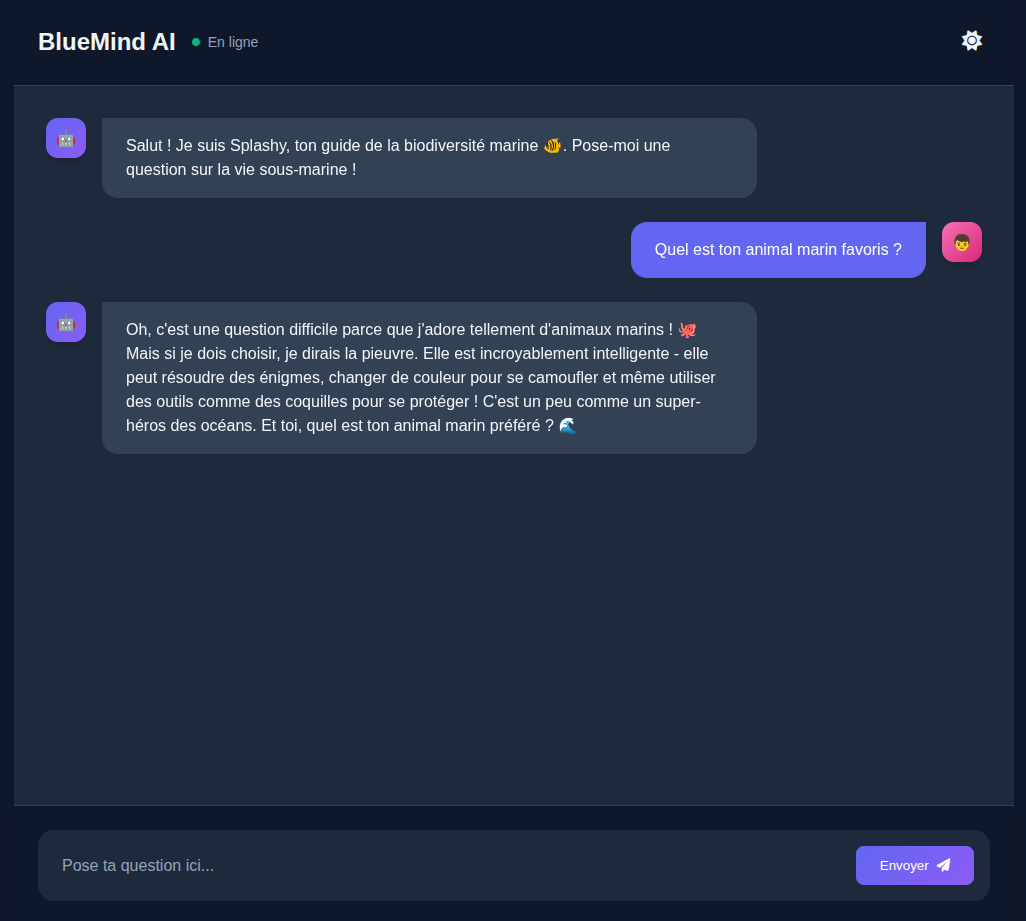 BlueMind AI
En ligne
🤖
Salut ! Je suis Splashy, ton guide de la biodiversité marine 🐠. Pose-moi une
question sur la vie sous-marine !
Quel est ton animal marin favoris ?
👦
🤖
Oh, c'est une question difficile parce que j'adore tellement d'animaux marins ! 🐙
Mais si je dois choisir, je dirais la pieuvre. Elle est incroyablement intelligente - elle
peut résoudre des énigmes, changer de couleur pour se camoufler et même utiliser
des outils comme des coquilles pour se protéger ! C'est un peu comme un super-
héros des océans. Et toi, quel est ton animal marin préféré ? 🌊
Pose ta question ici...
Envoyer